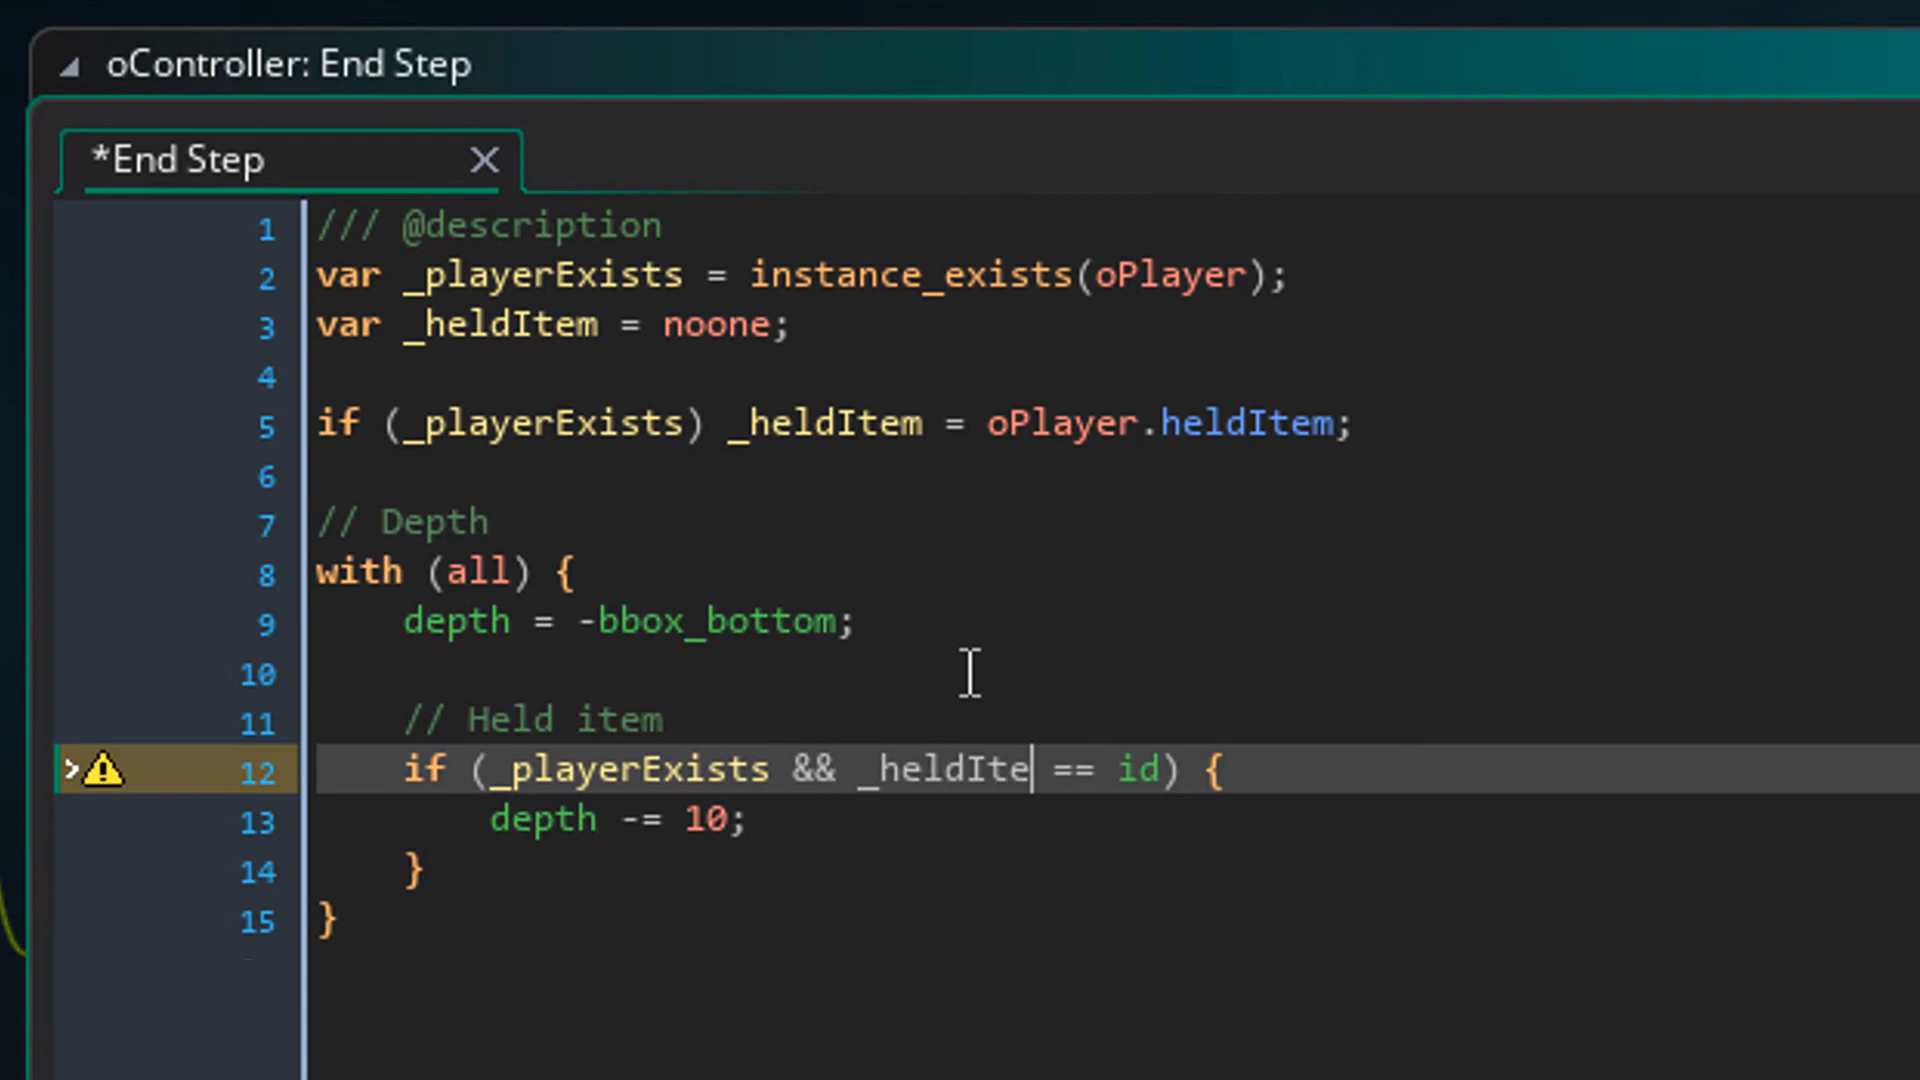 oController: End Step
*End Step
1 /// @description
2 var _playerExists = instance_exists(oPlayer);
3 var _heldItem = noone;
4
5 if (_playerExists) _heldItem = oPlayer.heldItem;
6
7 // Depth
8 with (all) {
9 depth = -bbox_bottom;
10
11 // Held item
12 if (_playerExists && _heldIte == id) {
13 depth -= 10;
14 }
15 }